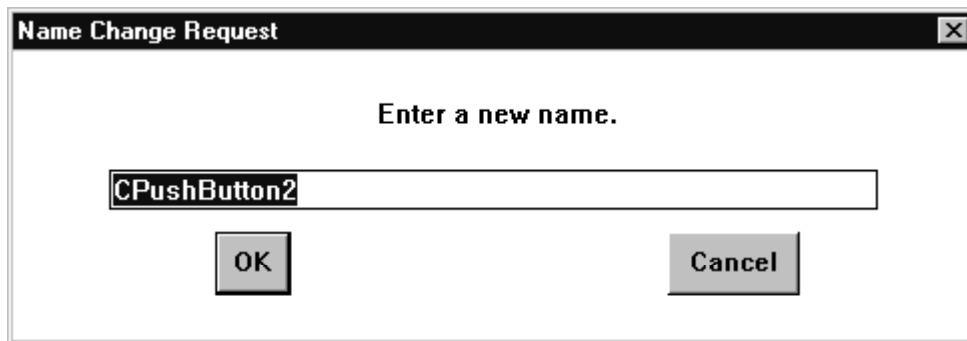 Name Change Request
Enter a new name.
CPushButton2
OK Cancel